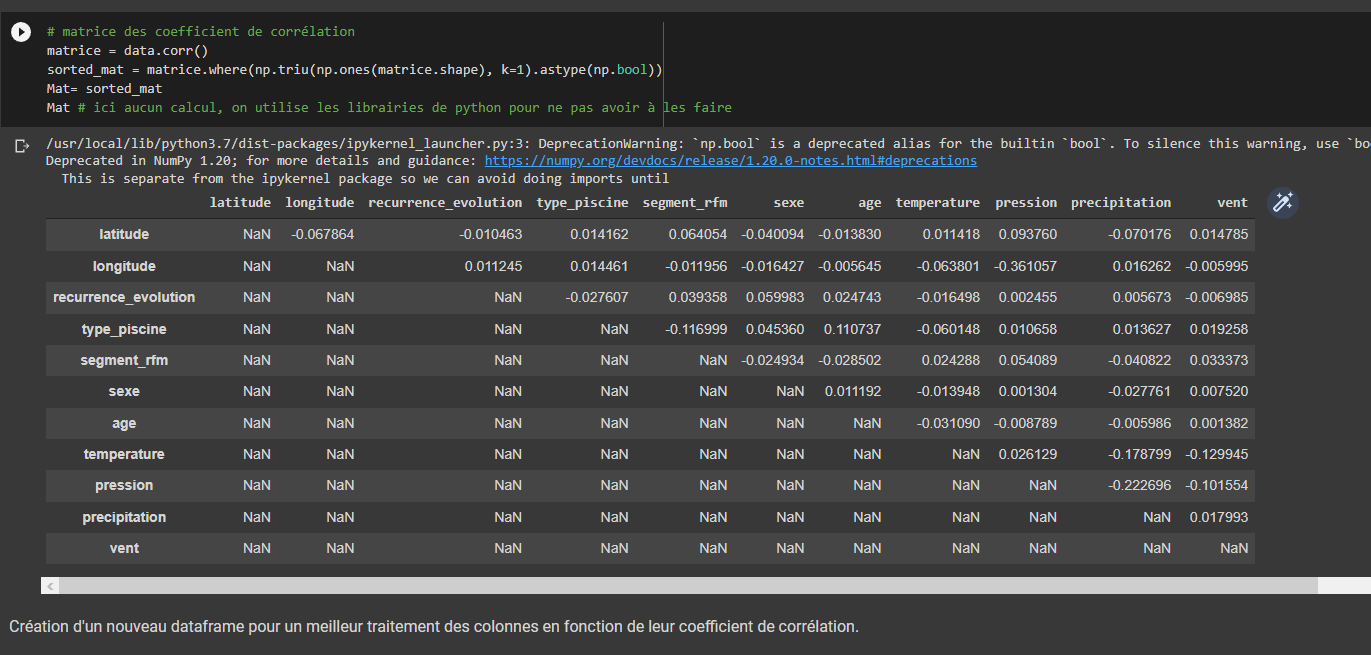 # matrice des coefficient de corrélation
matrice = data.corr()
sorted_mat = matrice.where(np.triu(np.ones(matrice.shape), k=1).astype(np.bool))
Mat= sorted_mat
Mat # ici aucun calcul, on utilise les librairies de python pour ne pas avoir à les faire
/usr/local/lib/python3.7/dist-packages/ipykernel_launcher.py:3: DeprecationWarning: `np.bool` is a deprecated alias for the builtin `bool`. To silence this warning, use `bo
Deprecated in NumPy 1.20; for more details and guidance: https://numpy.org/devdocs/release/1.20.0-notes.html#deprecations
This is separate from the ipykernel package so we can avoid doing imports until
latitude longitude recurrence_evolution type_piscine segment_rfm sexe age temperature pression precipitation vent
latitude NaN -0.067864 -0.010463 0.014162 0.064054 -0.040094 -0.013830 0.011418 0.093760 -0.070176 0.014785
longitude NaN NaN 0.011245 0.014461 -0.011956 -0.016427 -0.005645 -0.063801 -0.361057 0.016262 -0.005995
recurrence_evolution NaN NaN NaN -0.027607 0.039358 0.059983 0.024743 -0.016498 0.002455 0.005673 -0.006985
type_piscine NaN NaN NaN NaN -0.116999 0.045360 0.110737 -0.060148 0.010658 0.013627 0.019258
segment_rfm NaN NaN NaN NaN NaN -0.024934 -0.028502 0.024288 0.054089 -0.040822 0.033373
sexe NaN NaN NaN NaN NaN NaN 0.011192 -0.013948 0.001304 -0.027761 0.007520
age NaN NaN NaN NaN NaN NaN NaN -0.031090 -0.008789 -0.005986 0.001382
temperature NaN NaN NaN NaN NaN NaN NaN NaN 0.026129 -0.178799 -0.129945
pression NaN NaN NaN NaN NaN NaN NaN NaN NaN -0.222696 -0.101554
precipitation NaN NaN NaN NaN NaN NaN NaN NaN NaN NaN 0.017993
vent NaN NaN NaN NaN NaN NaN NaN NaN NaN NaN NaN
Création d'un nouveau dataframe pour un meilleur traitement des colonnes en fonction de leur coefficient de corrélation.